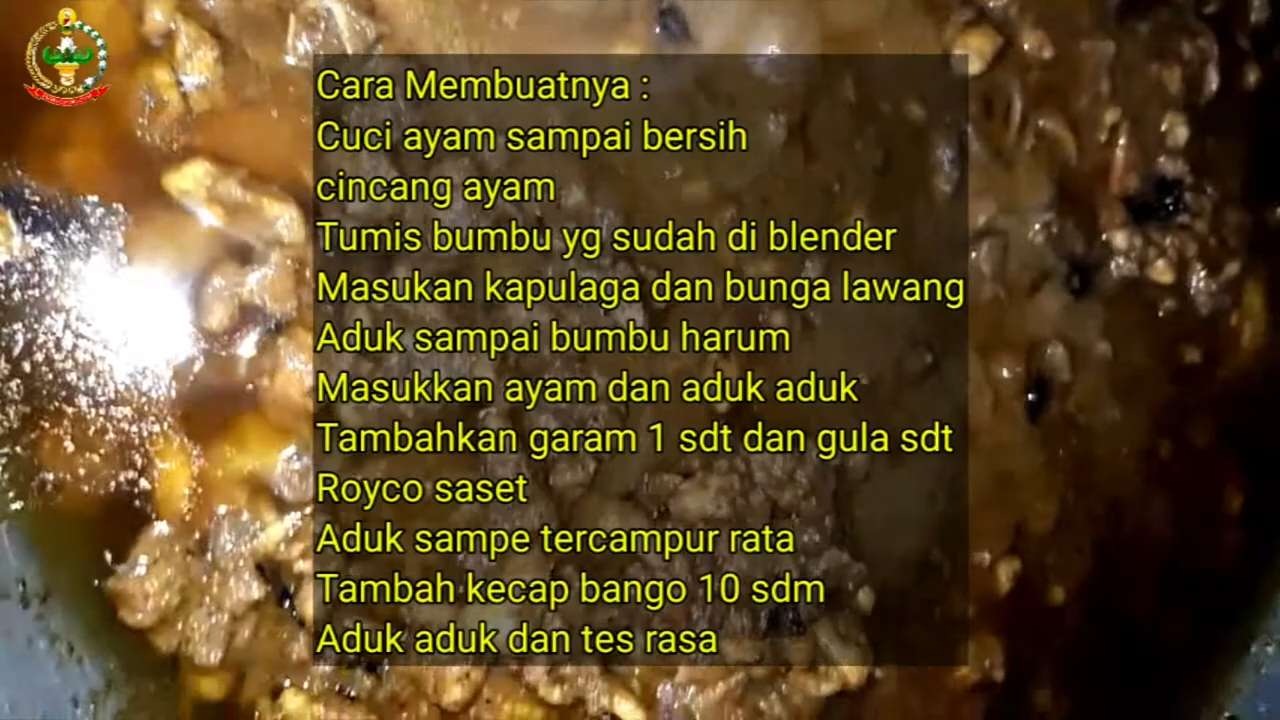 Cara Membuatnya :
Cuci ayam sampai bersih
cincang ayam
Tumis bumbu yg sudah di blender
Masukan kapulaga dan bunga lawang
Aduk sampai bumbu harum
Masukkan ayam dan aduk aduk
Tambahkan garam 1 sdt dan gula sdt
Royco saset
Aduk sampe tercampur rata
Tambah kecap bango 10 sdm
Aduk aduk dan tes rasa